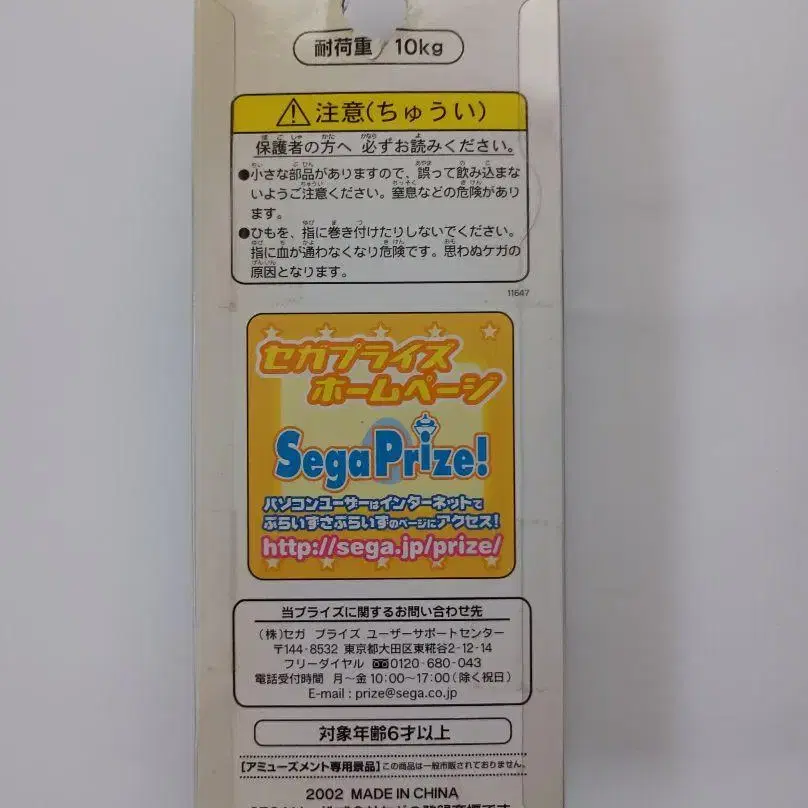 耐荷重／10kg
注意(ちゅうい)
保護者の方へ 必ずお読みください。
●小さな部品がありますので、誤って飲み込まな
いようご注意ください。窒息などの危険があり
ます。
●ひもを、指に巻き付けたりしないでください。
指に血が通わなくなり危険です。思わぬケガの
原因となります。
11647
セガプライズ
ホームページ
SegaPrize!
パソコンユーザーはインターネットで
ぷらいずさぷらいずのページにアクセス!
http://sega.jp/prize/
当プライズに関するお問い合わせ先
(株)セガ プライズ ユーザーサポートセンター
〒144-8532 東京都大田区東糀谷2-12-14
フリーダイヤル 0120-680-043
電話受付時間 月〜金 10:00〜17:00(除く祝日)
E-mail : prize@sega.co.jp
対象年齢6才以上
[アミューズメント専用景品]この商品は一般市販されておりません。
2002 MADE IN CHINA